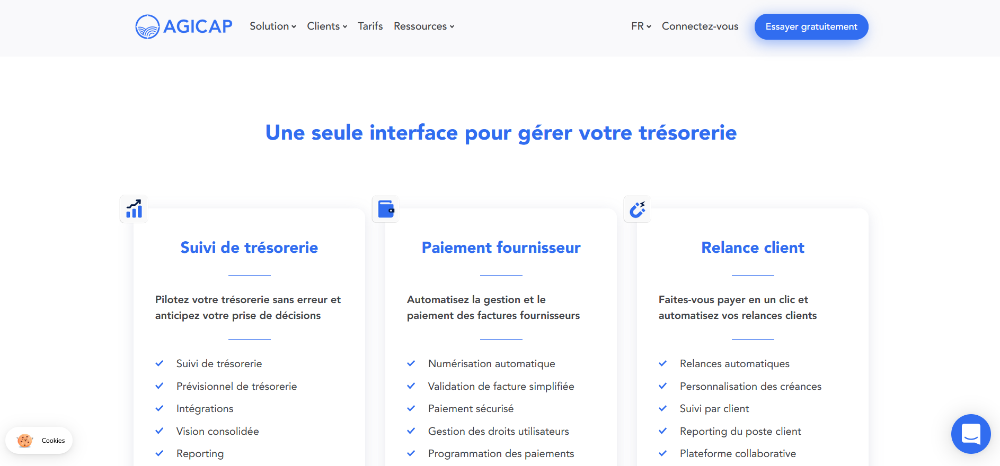 AGICAP
Solution
Clients
Tarifs
Ressources
FR
Connectez-vous
Essayer gratuitement
Une seule interface pour gérer votre trésorerie
Suivi de trésorerie
Pilotez votre trésorerie sans erreur et
anticipez votre prise de décisions
Suivi de trésorerie
Prévisionnel de trésorerie
Intégrations
Vision consolidée
Reporting
Paiement fournisseur
Automatisez la gestion et le
paiement des factures fournisseurs
Numérisation automatique
Validation de facture simplifiée
Paiement sécurisé
Gestion des droits utilisateurs
Programmation des paiements
Relance client
Faites-vous payer en un clic et
automatisez vos relances clients
Relances automatiques
Personnalisation des créances
Suivi par client
Reporting du poste client
Plateforme collaborative
Cookies